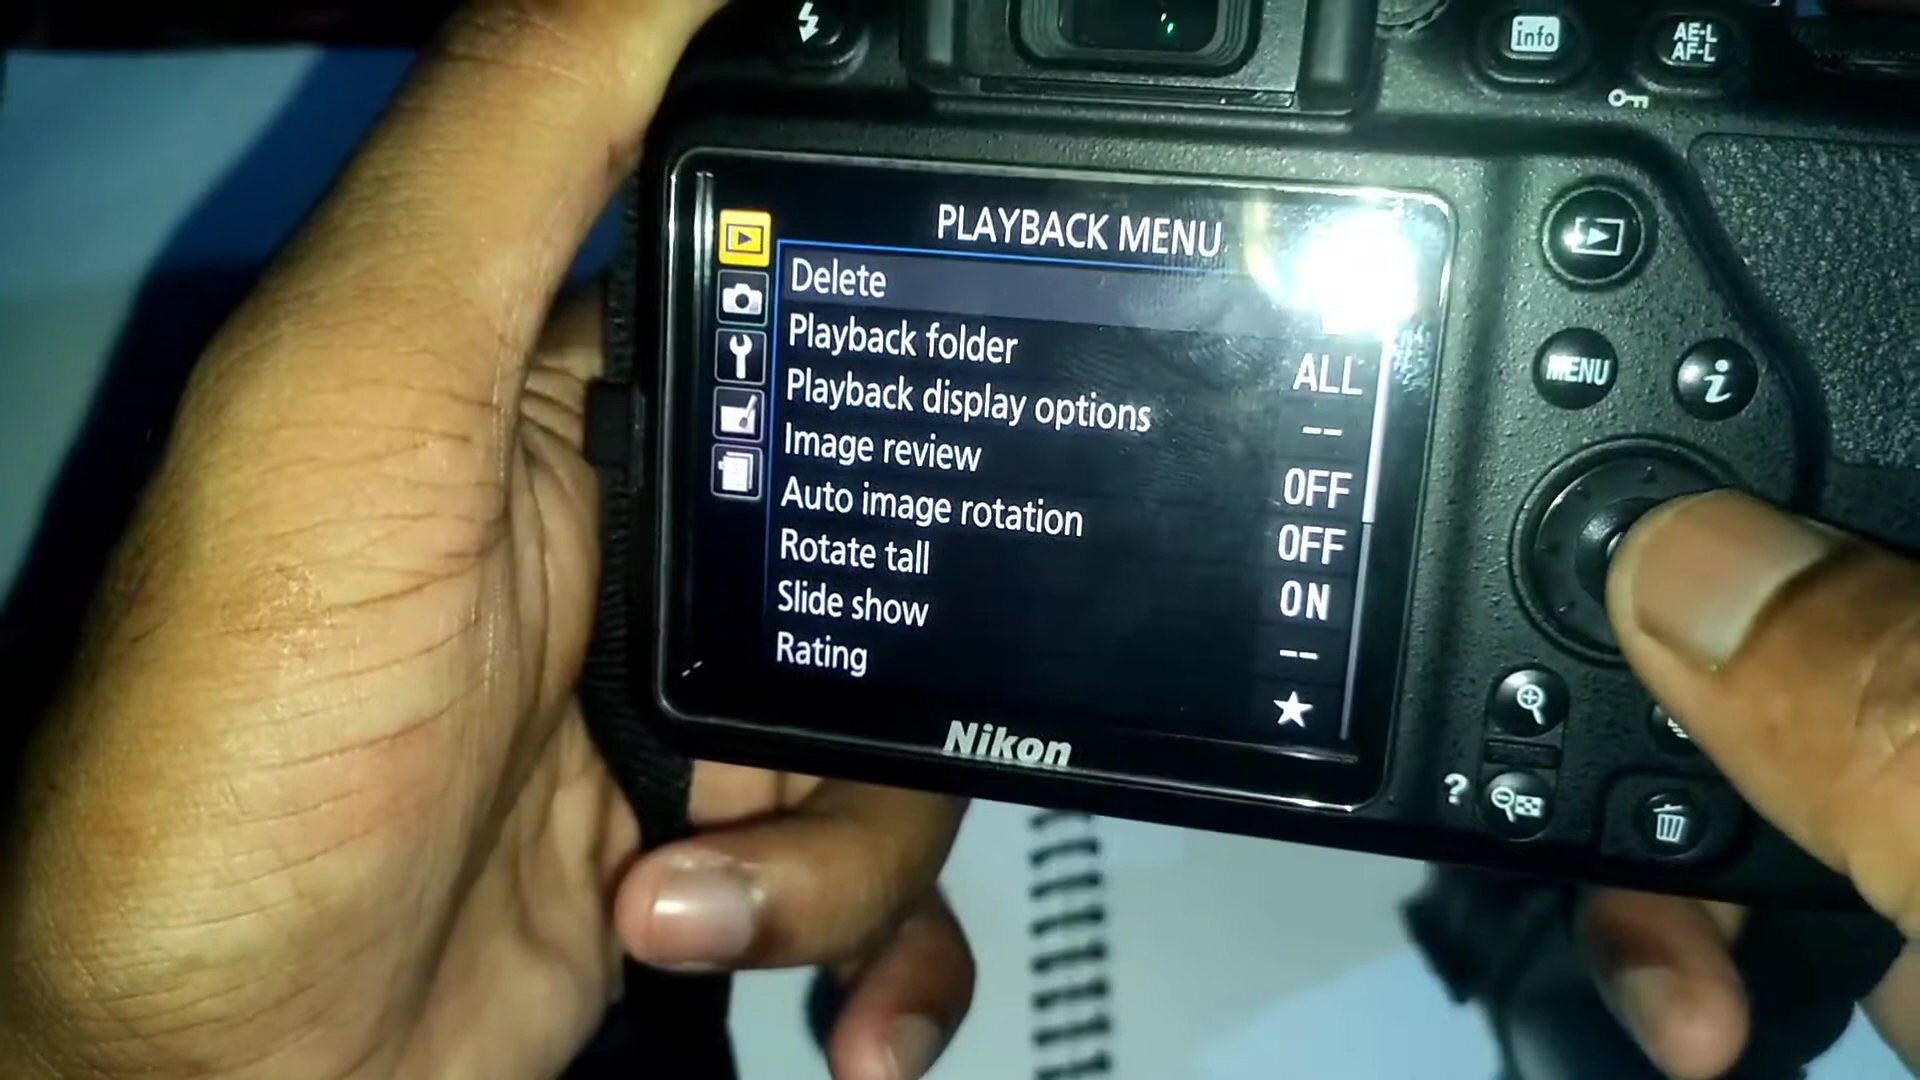 info
AE-L
AF-L
PLAYBACK MENU
Delete
Playback folder ALL
Playback display options --
Image review OFF
Auto image rotation OFF
Rotate tall ON
Slide show --
Rating
MENU
i
Nikon
?